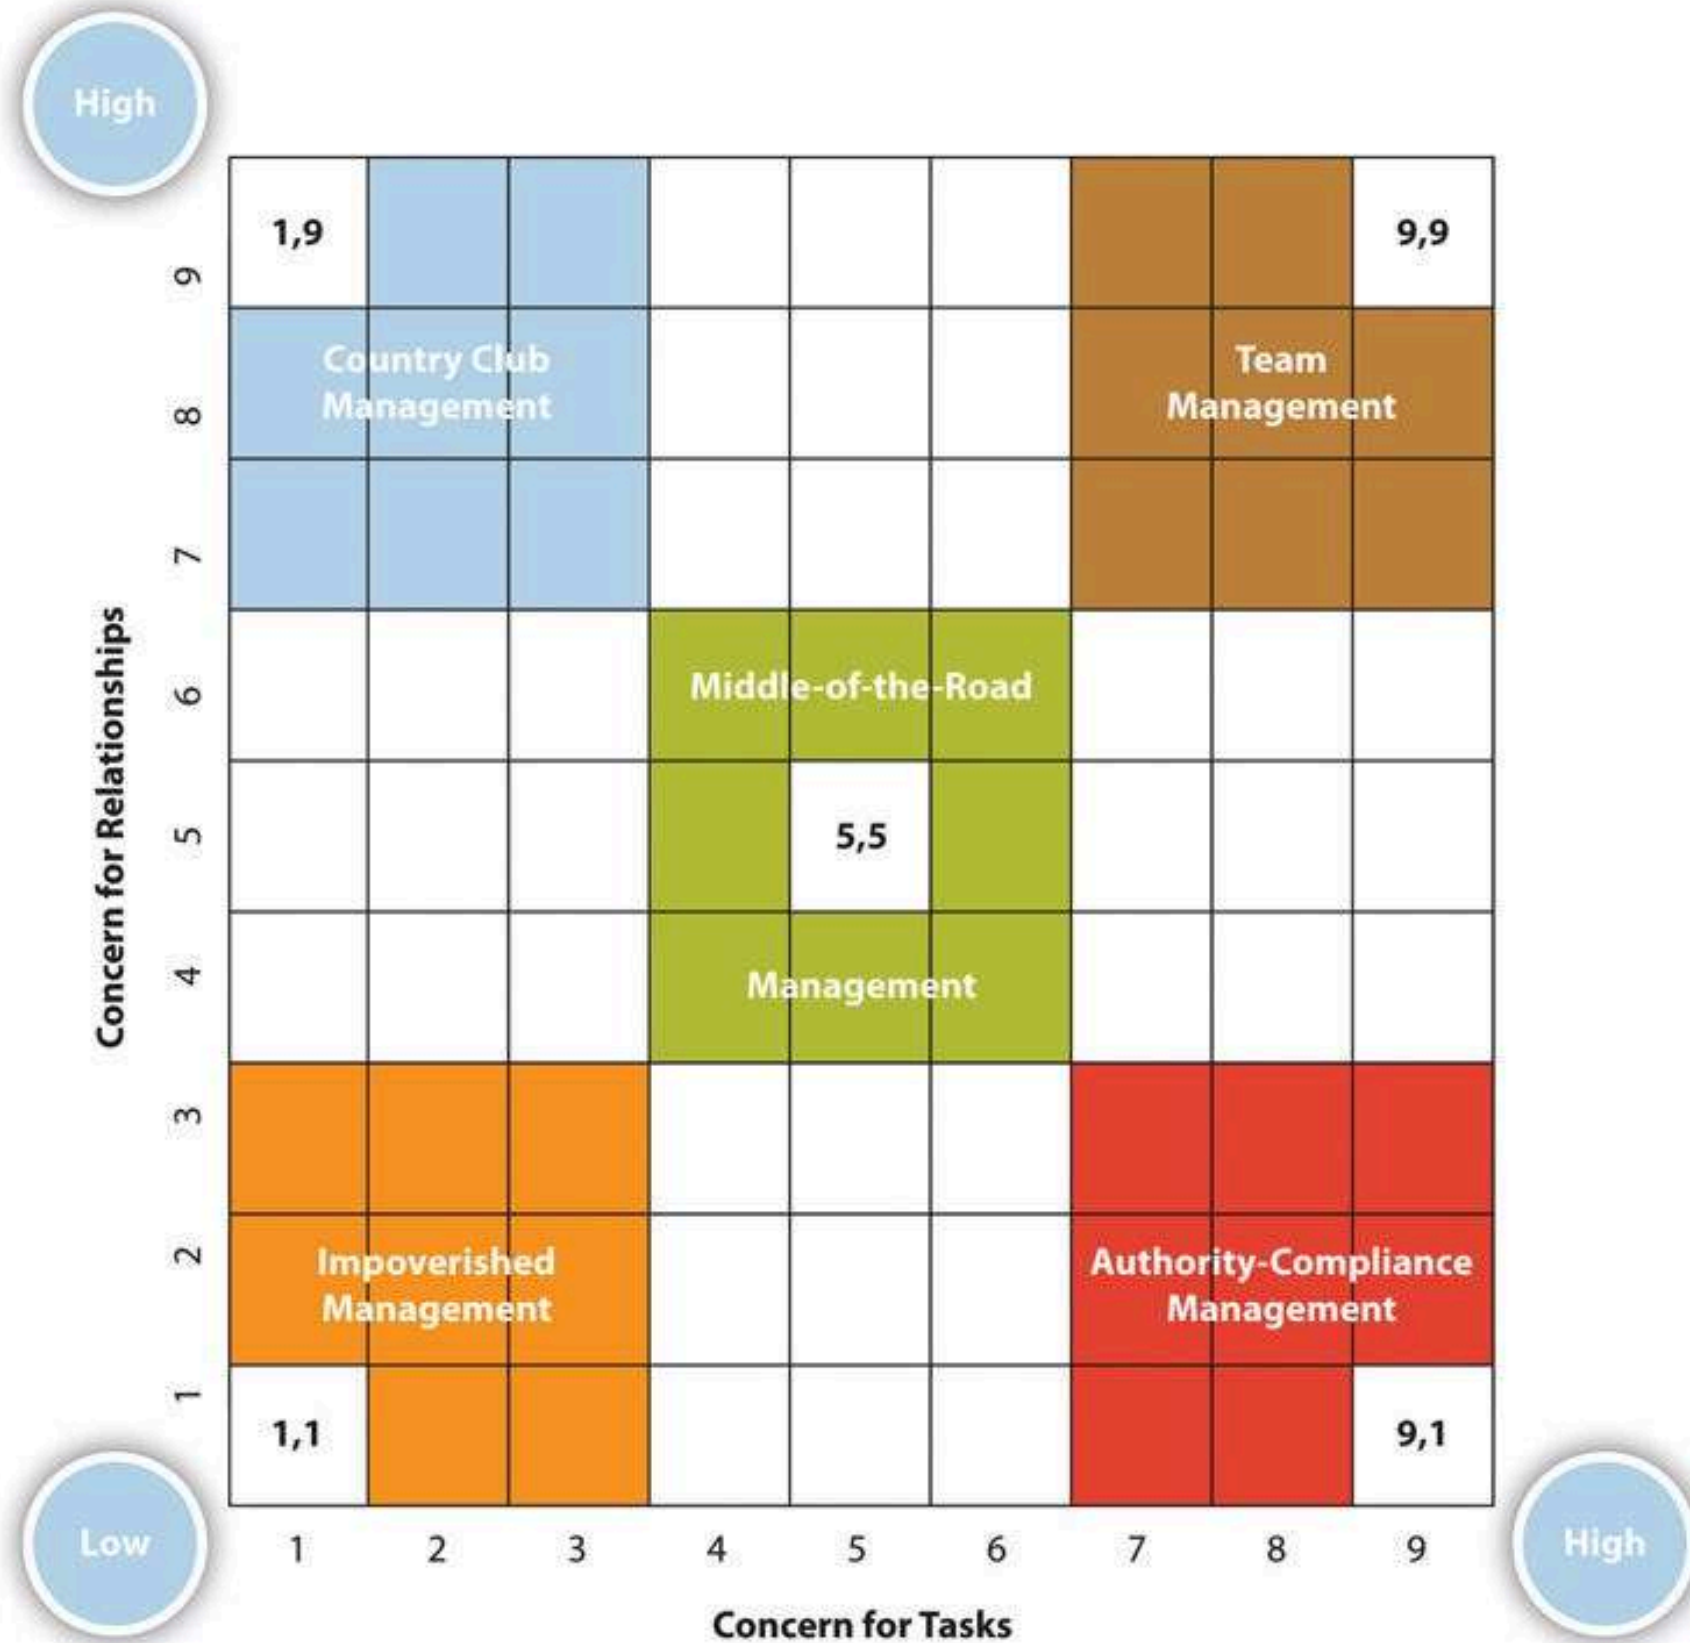 High
1,9
9,9
9
Country Club
Management
Team
Management
8
7
Concern for Relationships
6
Middle-of-the-Road
5
5,5
4
Management
3
2
Impoverished
Management
Authority-Compliance
Management
1
1,1
9,1
Low
1 2 3 4 5 6 7 8 9
High
Concern for Tasks